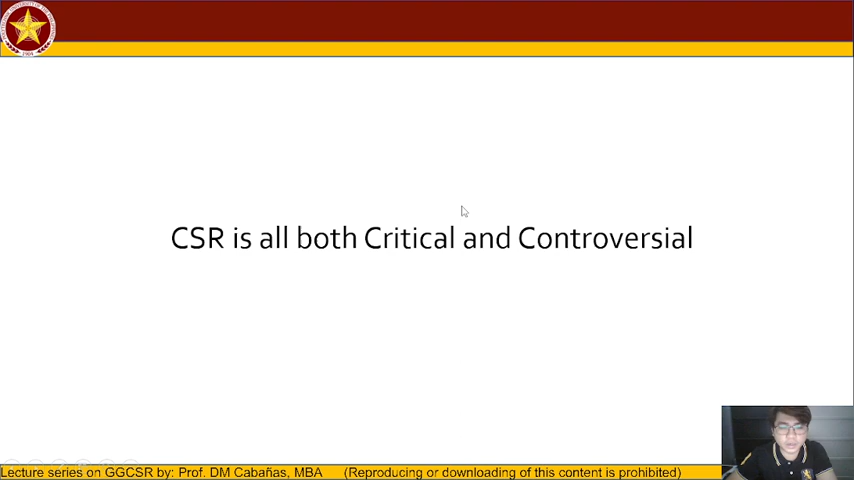 CSR is all both Critical and Controversial
Lecture series on GGCSR by: Prof. DM Cabañas, MBA (Reproducing or downloading of this content is prohibited)